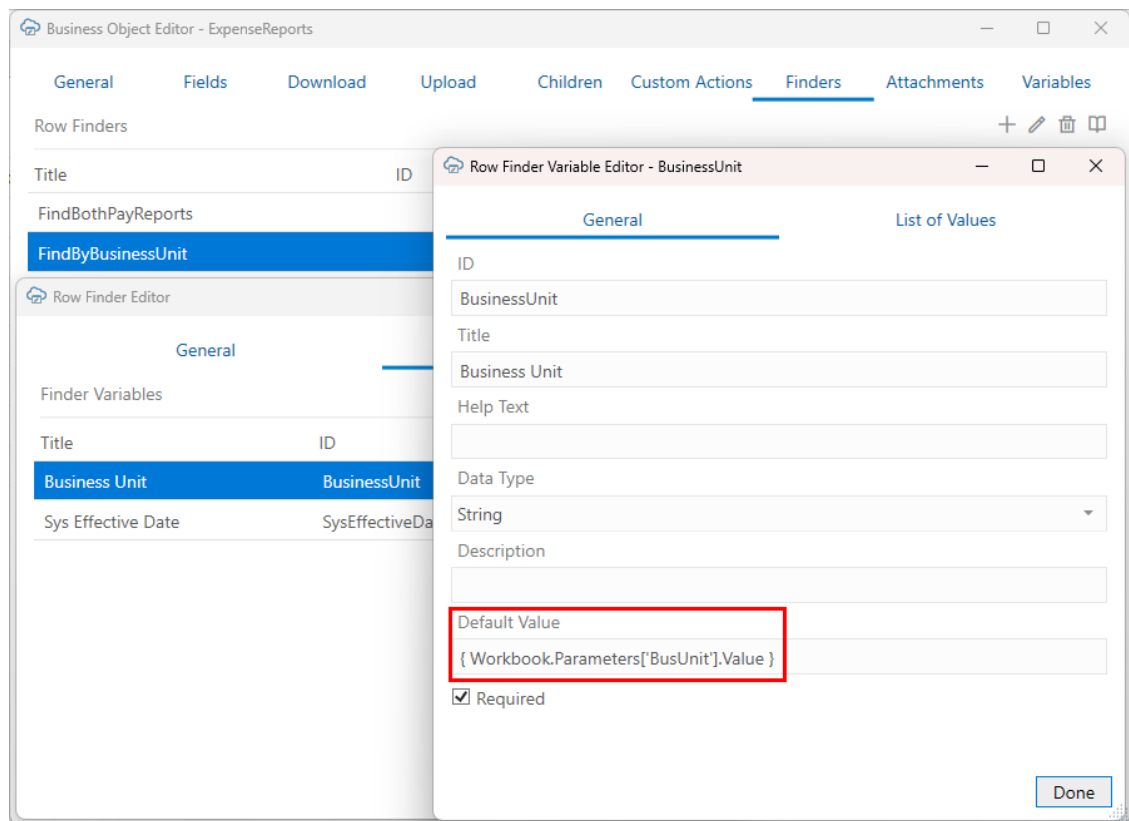 Business Object Editor - ExpenseReports
General Fields Download Upload Children Custom Actions Finders Attachments Variables
Row Finders
Title ID
FindBothPayReports
FindByBusinessUnit
Row Finder Editor
General
Finder Variables
Title ID
Business Unit BusinessUnit
Sys Effective Date SysEffectiveDa
Row Finder Variable Editor - BusinessUnit
General List of Values
ID
BusinessUnit
Title
Business Unit
Help Text
Data Type
String
Description
Default Value
{ Workbook.Parameters['BusUnit'].Value }
Required
Done